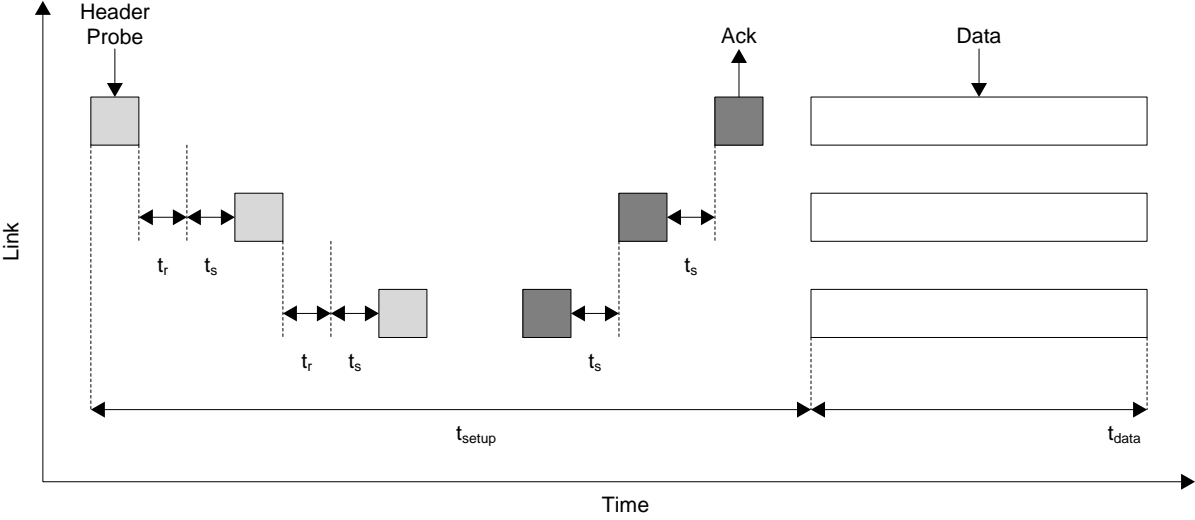 Header
Probe
Ack
Data
Link
tr
ts
ts
tr
ts
ts
tsetup
tdata
Time